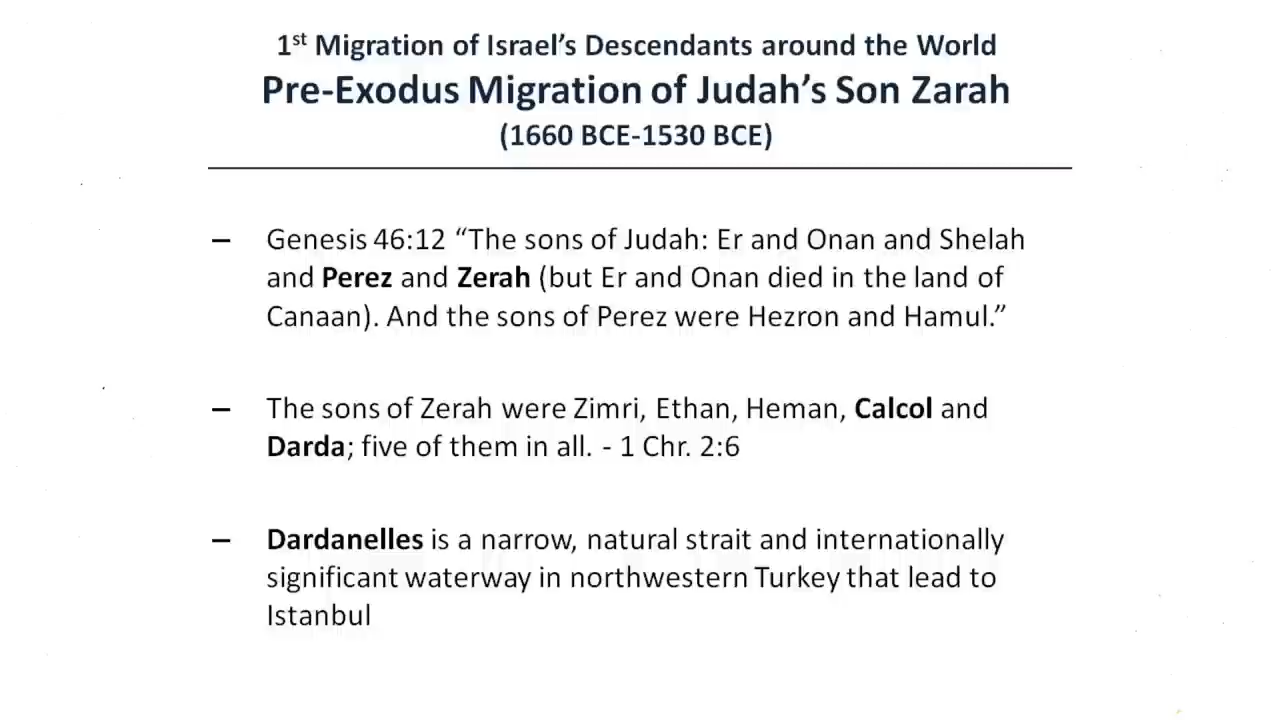 1st Migration of Israel’s Descendants around the World
Pre-Exodus Migration of Judah’s Son Zarah
(1660 BCE-1530 BCE)
– Genesis 46:12 “The sons of Judah: Er and Onan and Shelah
and Perez and Zerah (but Er and Onan died in the land of
Canaan). And the sons of Perez were Hezron and Hamul.”
– The sons of Zerah were Zimri, Ethan, Heman, Calcol and
Darda; five of them in all. - 1 Chr. 2:6
– Dardanelles is a narrow, natural strait and internationally
significant waterway in northwestern Turkey that lead to
Istanbul